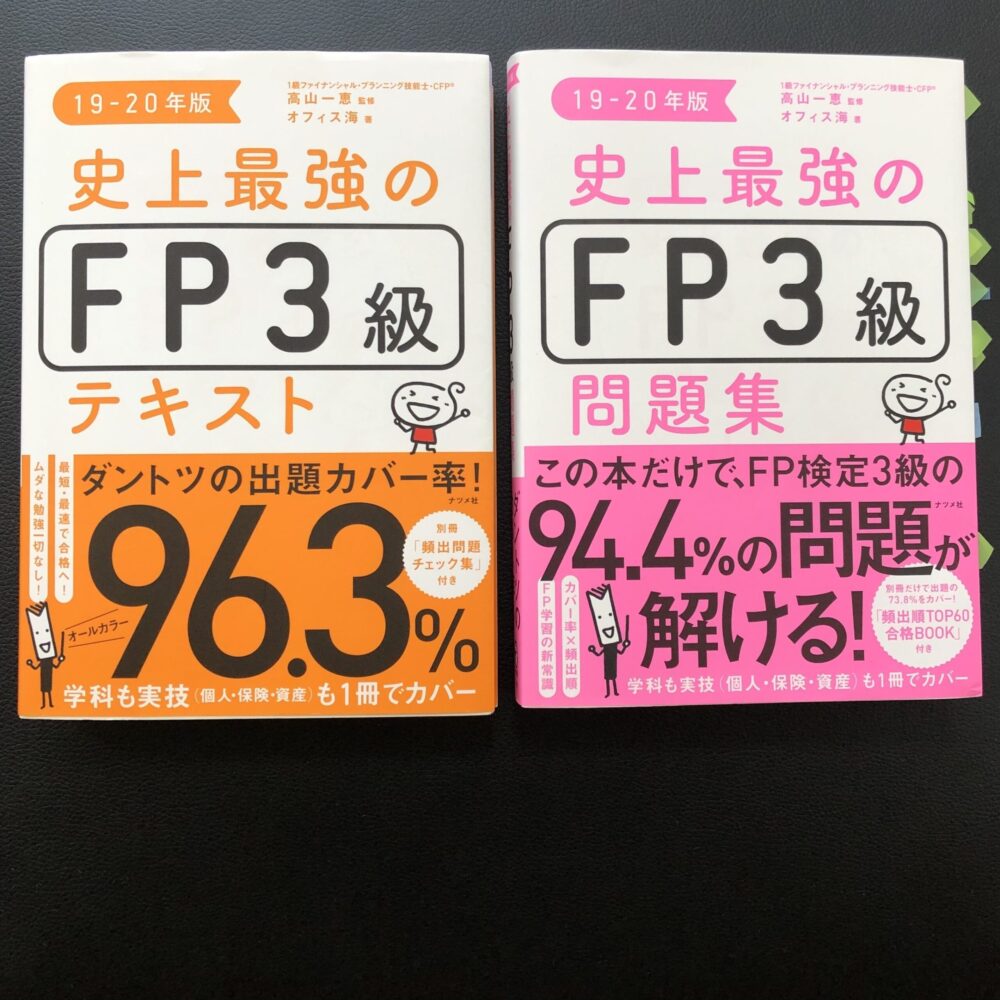 19-20年版
1級ファイナンシャル・プランニング技能士・CFP®
高山一恵 監修
オフィス海 著
史上最強の
FP3級
テキスト
ダントツの出題カバー率!
ナツメ社
最短・最速で合格へ!
ムダな勉強一切なし!
96.3%
別冊
「頻出問題
チェック集」
付き
オールカラー
学科も実技(個人・保険・資産)も1冊でカバー
19-20年版
1級ファイナンシャル・プランニング技能士・CFP®
高山一恵 監修
オフィス海 著
史上最強の
FP3級
問題集
この本だけで、FP検定3級の
ナツメ社
94.4%の問題が
解ける!
カバー率×頻出順
FP学習の新常識
別冊だけで出題の
73.8%をカバー!
「頻出順TOP60
合格BOOK」
付き
学科も実技(個人・保険・資産)も1冊でカバー